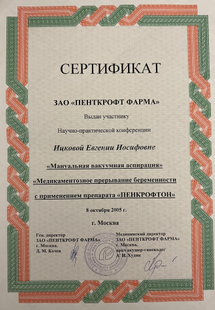 СЕРТИФИКАТ
ЗАО «ПЕНТКРОФТ ФАРМА»
Выдан участнику
Научно-практической конференции
Ицковой Евгении Иосифовне
«Мануальная вакуумная аспирация»
«Медикаментозное прерывание беременности
с применением препарата «ПЕНКРОФТОН»
8 октября 2005 г.
г. Москва
Ген. директор Медицинский директор
ЗАО «ПЕНТКРОФТ ФАРМА» ЗАО «ПЕНТКРОФТ ФАРМА»
г. Москва, г. Москва,